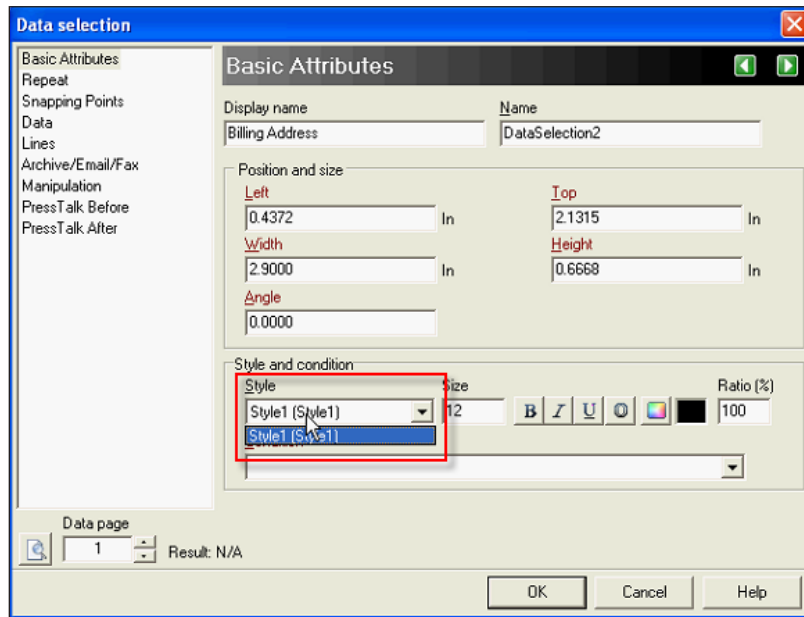 Data selection
Basic Attributes
Repeat
Snapping Points
Data
Lines
Archive/Email/Fax
Manipulation
PressTalk Before
PressTalk After
Basic Attributes
Display name Name
Billing Address DataSelection2
Position and size
Left Top
0.4372 In 2.1315 In
Width Height
2.9000 In 0.6668 In
Angle
0.0000
Style and condition
Style Size Ratio (%)
Style1 (Style1) 12 B I U O 100
Style1 (Style1)
Data page
1 Result: N/A
OK Cancel Help